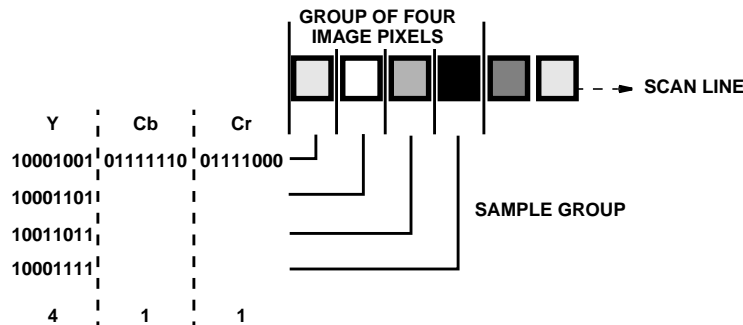 GROUP OF FOUR
IMAGE PIXELS
SCAN LINE
Y Cb Cr
10001001 01111110 01111000
10001101
SAMPLE GROUP
10011011
10001111
4 1 1